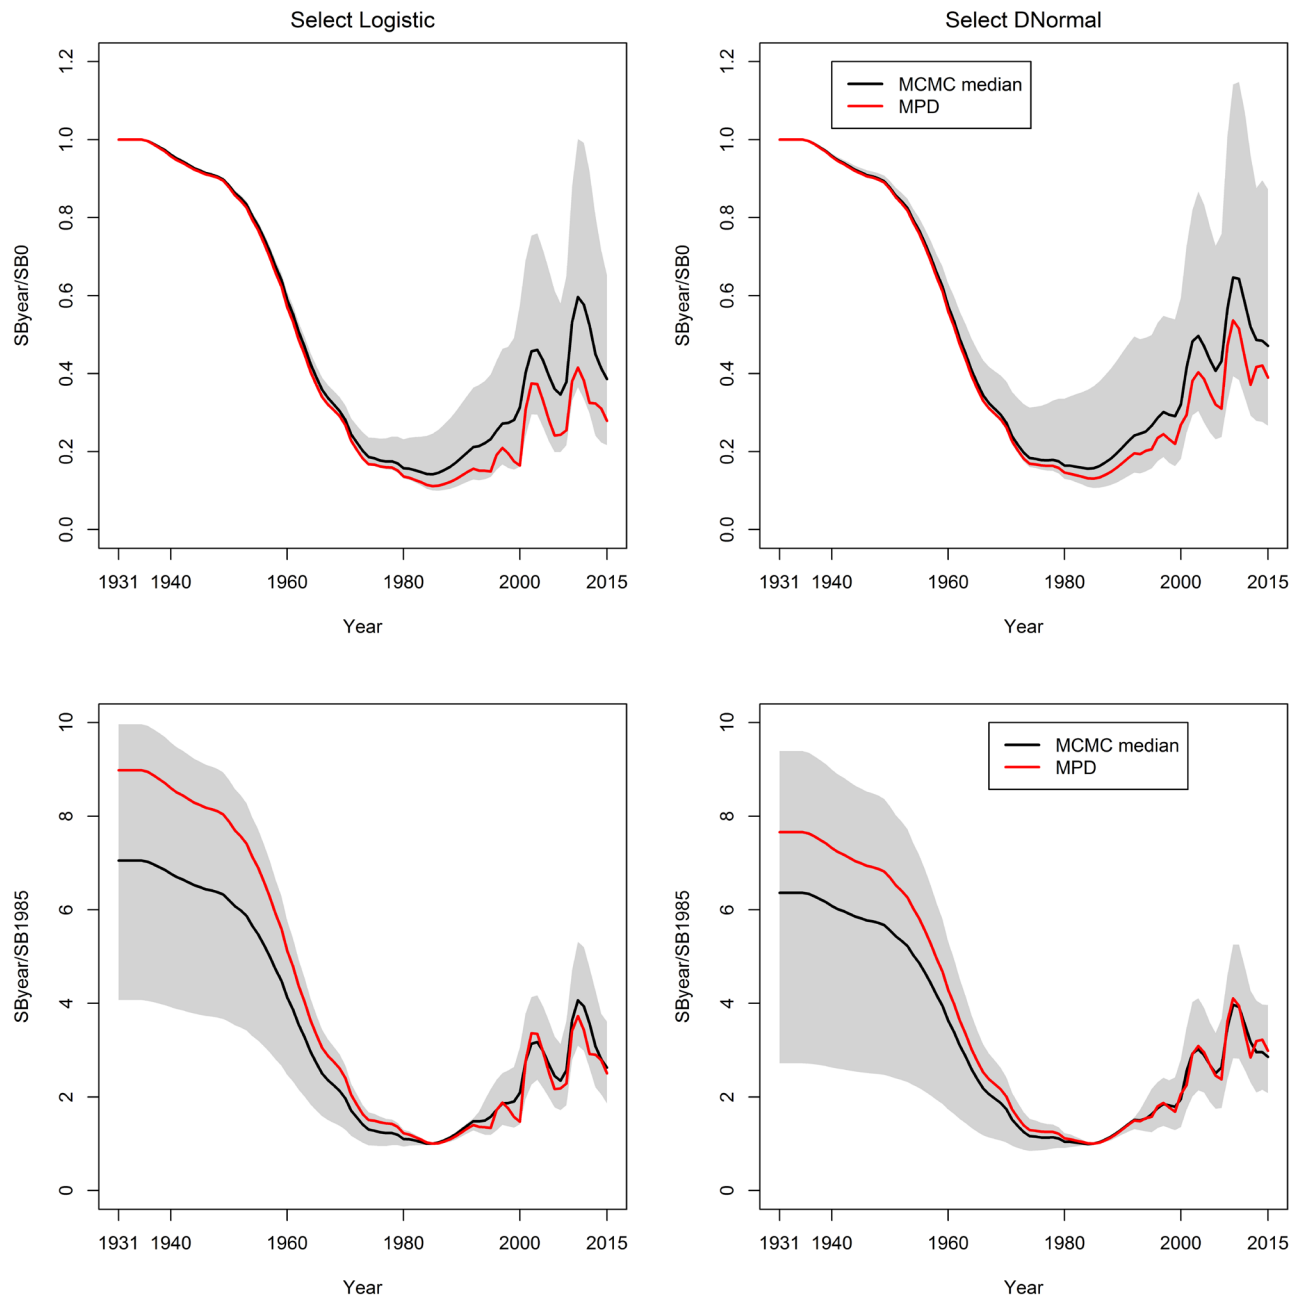 Select Logistic
SByear/SB0
1.2
1.0
0.8
0.6
0.4
0.2
0.0
1931 1940 1960 1980 2000 2015
Year
Select DNormal
MCMC median
MPD
SByear/SB0
1.2
1.0
0.8
0.6
0.4
0.2
0.0
1931 1940 1960 1980 2000 2015
Year
SByear/SB1985
10
8
6
4
2
0
1931 1940 1960 1980 2000 2015
Year
MCMC median
MPD
SByear/SB1985
10
8
6
4
2
0
1931 1940 1960 1980 2000 2015
Year